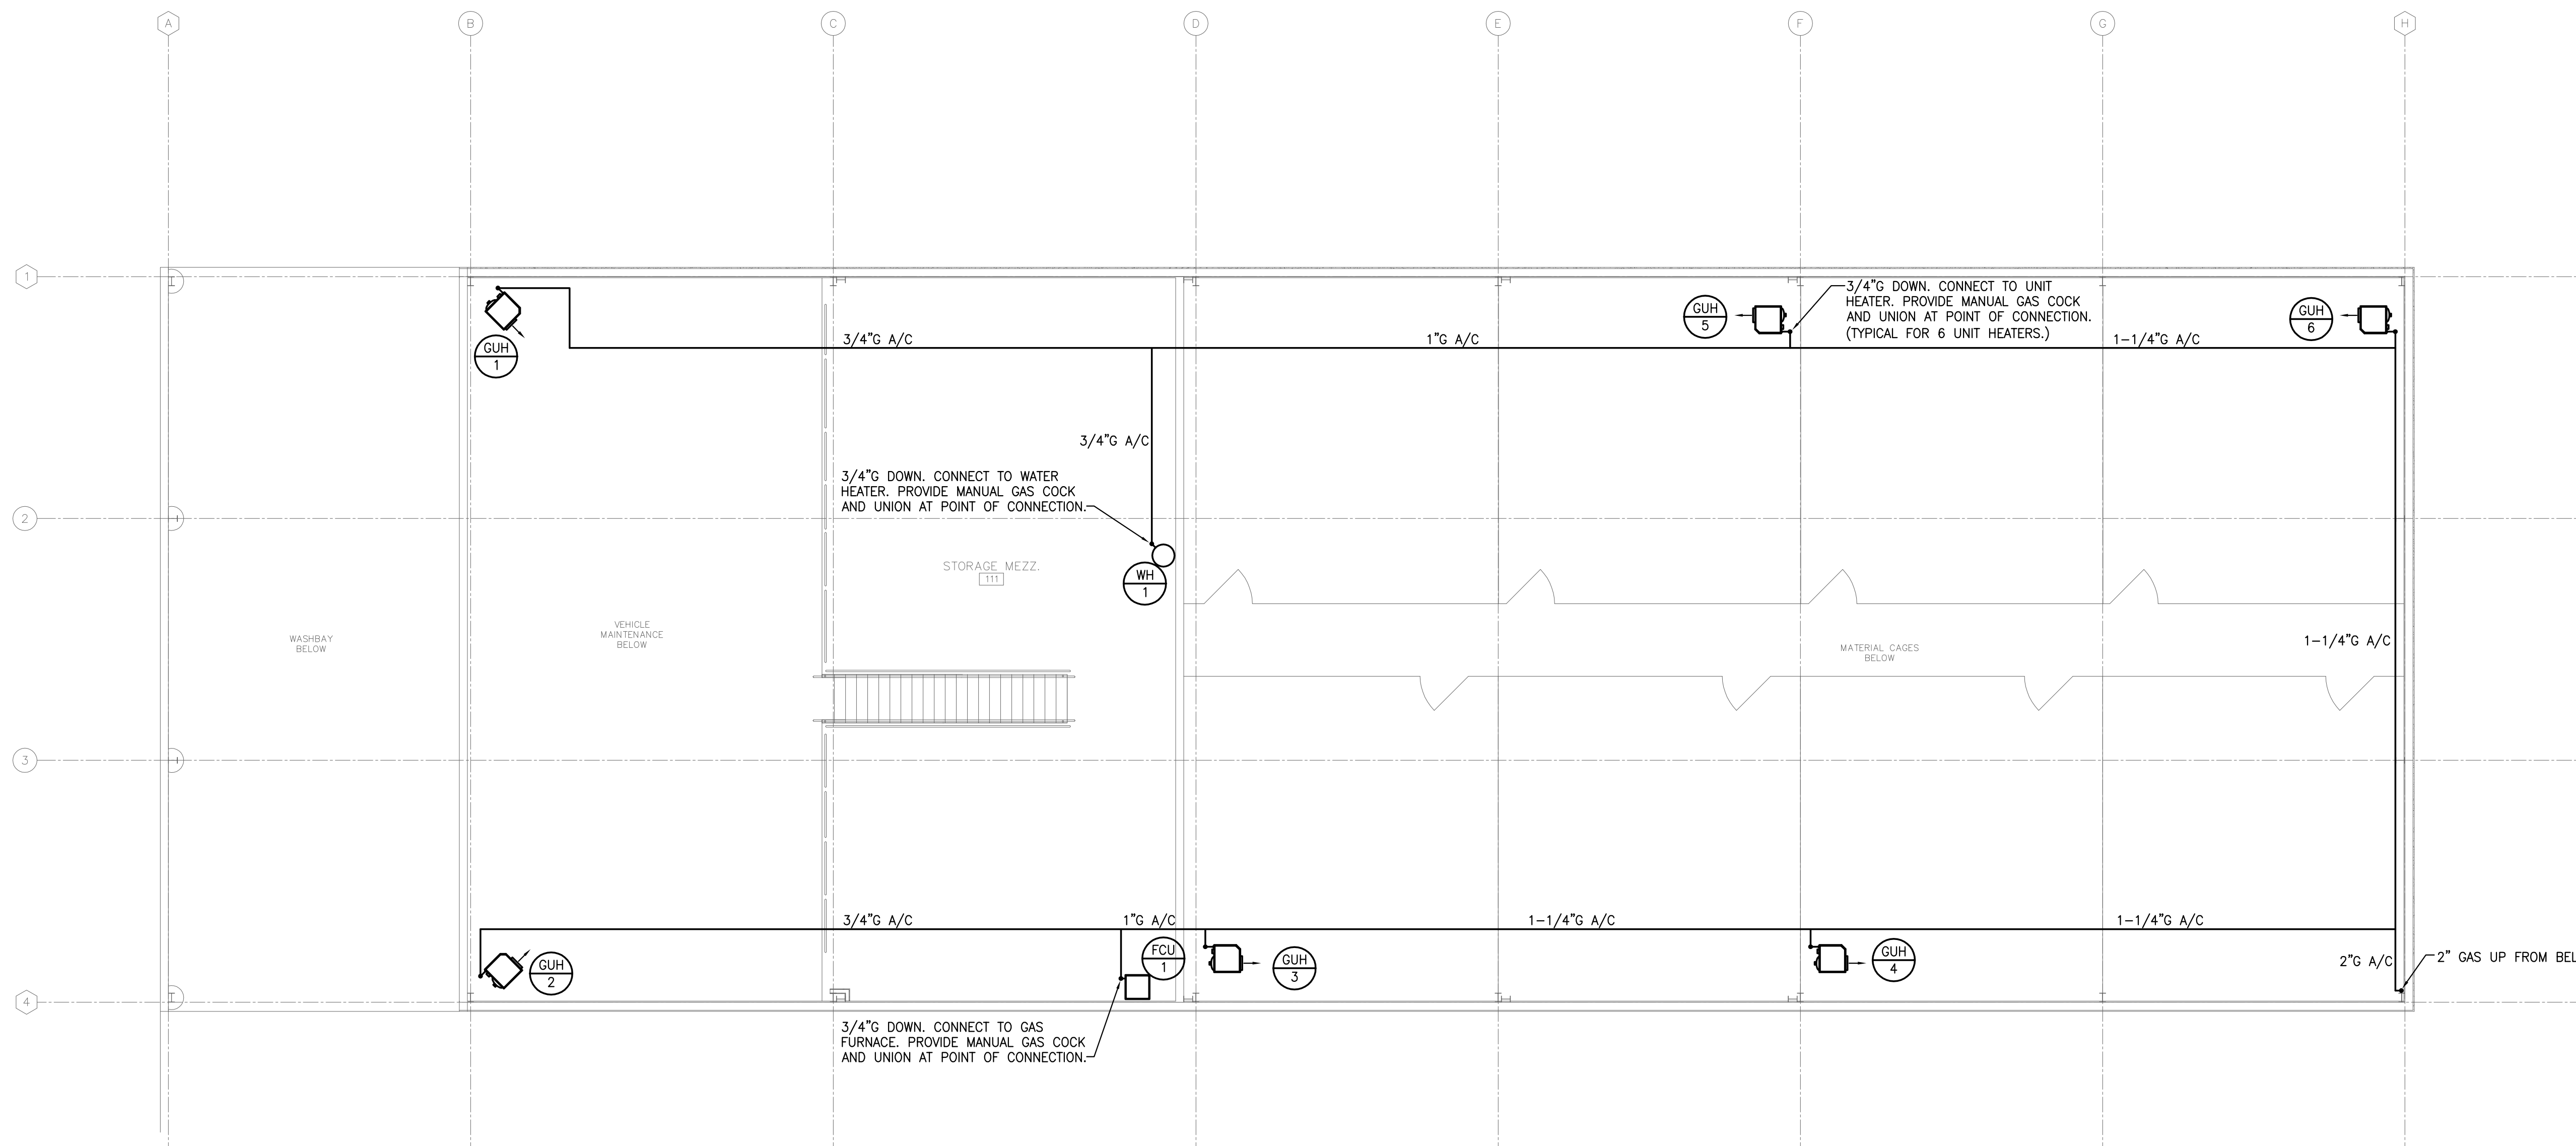 A
B
C
D
E
F
G
H
1
3/4"G DOWN. CONNECT TO UNIT
HEATER. PROVIDE MANUAL GAS COCK
AND UNION AT POINT OF CONNECTION.
(TYPICAL FOR 6 UNIT HEATERS.)
GUH
5
GUH
6
GUH
1
3/4"G A/C
1"G A/C
1-1/4"G A/C
3/4"G A/C
3/4"G DOWN. CONNECT TO WATER
HEATER. PROVIDE MANUAL GAS COCK
AND UNION AT POINT OF CONNECTION.
2
STORAGE MEZZ.
111
WH
1
WASHBAY
BELOW
VEHICLE
MAINTENANCE
BELOW
MATERIAL CAGES
BELOW
1-1/4"G A/C
3
3/4"G A/C
1"G A/C
1-1/4"G A/C
1-1/4"G A/C
FCU
1
GUH
2
GUH
3
GUH
4
2"G A/C
2" GAS UP FROM
4
3/4"G DOWN. CONNECT TO GAS
FURNACE. PROVIDE MANUAL GAS COCK
AND UNION AT POINT OF CONNECTION.